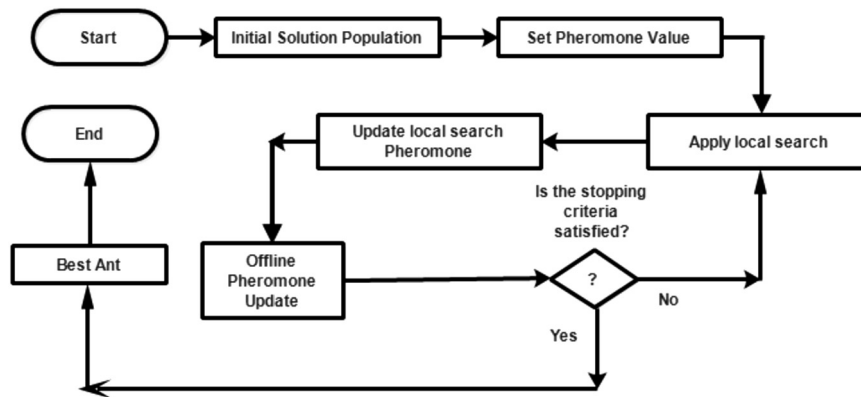 Start
Initial Solution Population
Set Pheromone Value
End
Update local search
Pheromone
Apply local search
Is the stopping
criteria
satisfied?
Best Ant
Offline
Pheromone
Update
?
No
Yes